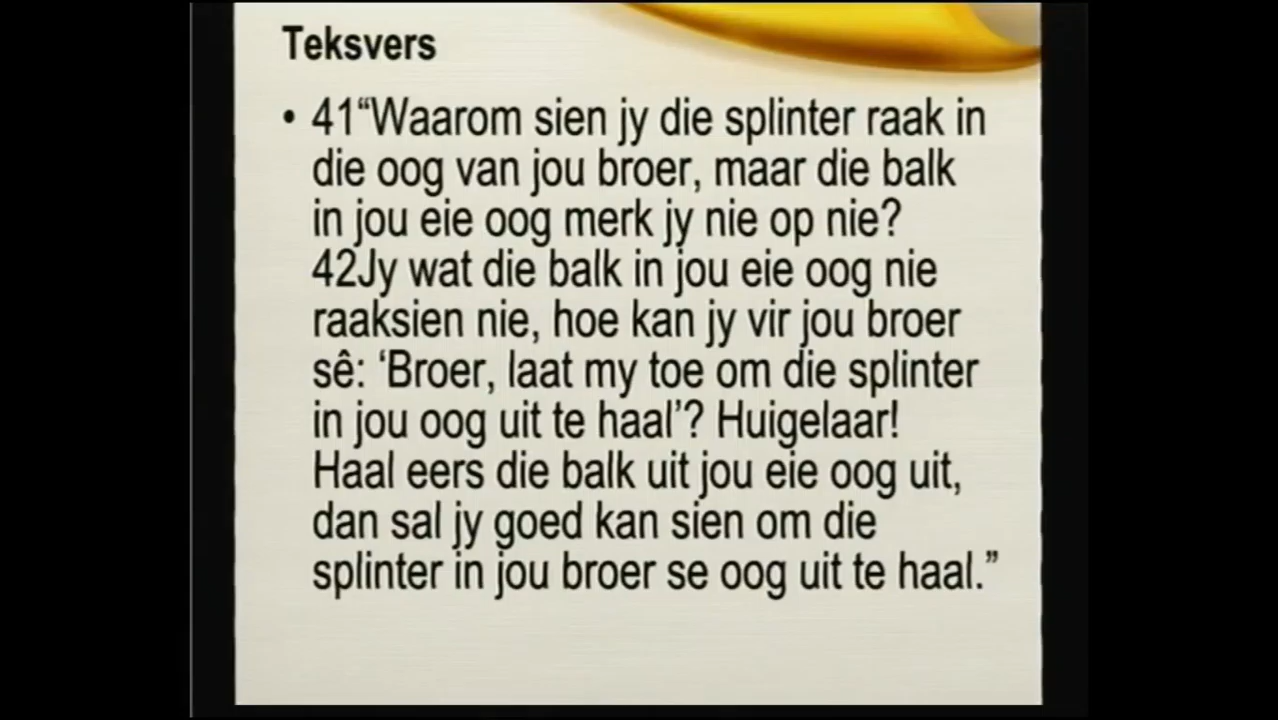 Teksvers
• 41“Waarom sien jy die splinter raak in
die oog van jou broer, maar die balk
in jou eie oog merk jy nie op nie?
42Jy wat die balk in jou eie oog nie
raaksien nie, hoe kan jy vir jou broer
sê: ‘Broer, laat my toe om die splinter
in jou oog uit te haal’? Huigelaar!
Haal eers die balk uit jou eie oog uit,
dan sal jy goed kan sien om die
splinter in jou broer se oog uit te haal.”